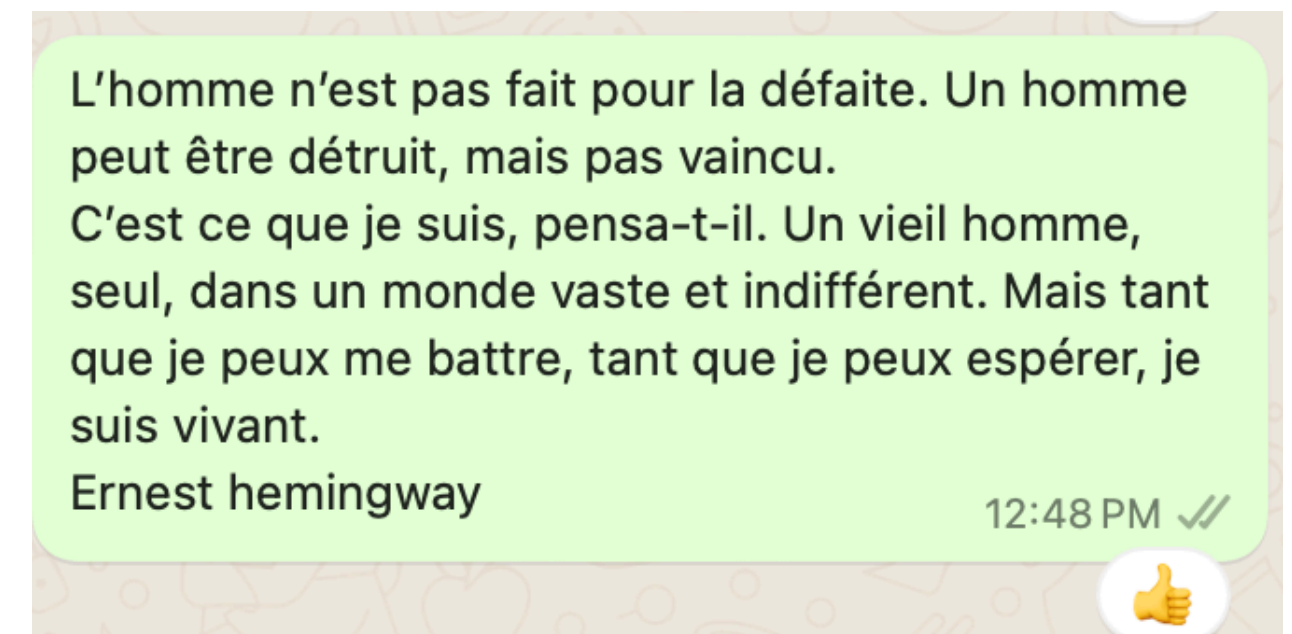 L’homme n’est pas fait pour la défaite. Un homme
peut être détruit, mais pas vaincu.
C’est ce que je suis, pensa-t-il. Un vieil homme,
seul, dans un monde vaste et indifférent. Mais tant
que je peux me battre, tant que je peux espérer, je
suis vivant.
Ernest hemingway
12:48 PM